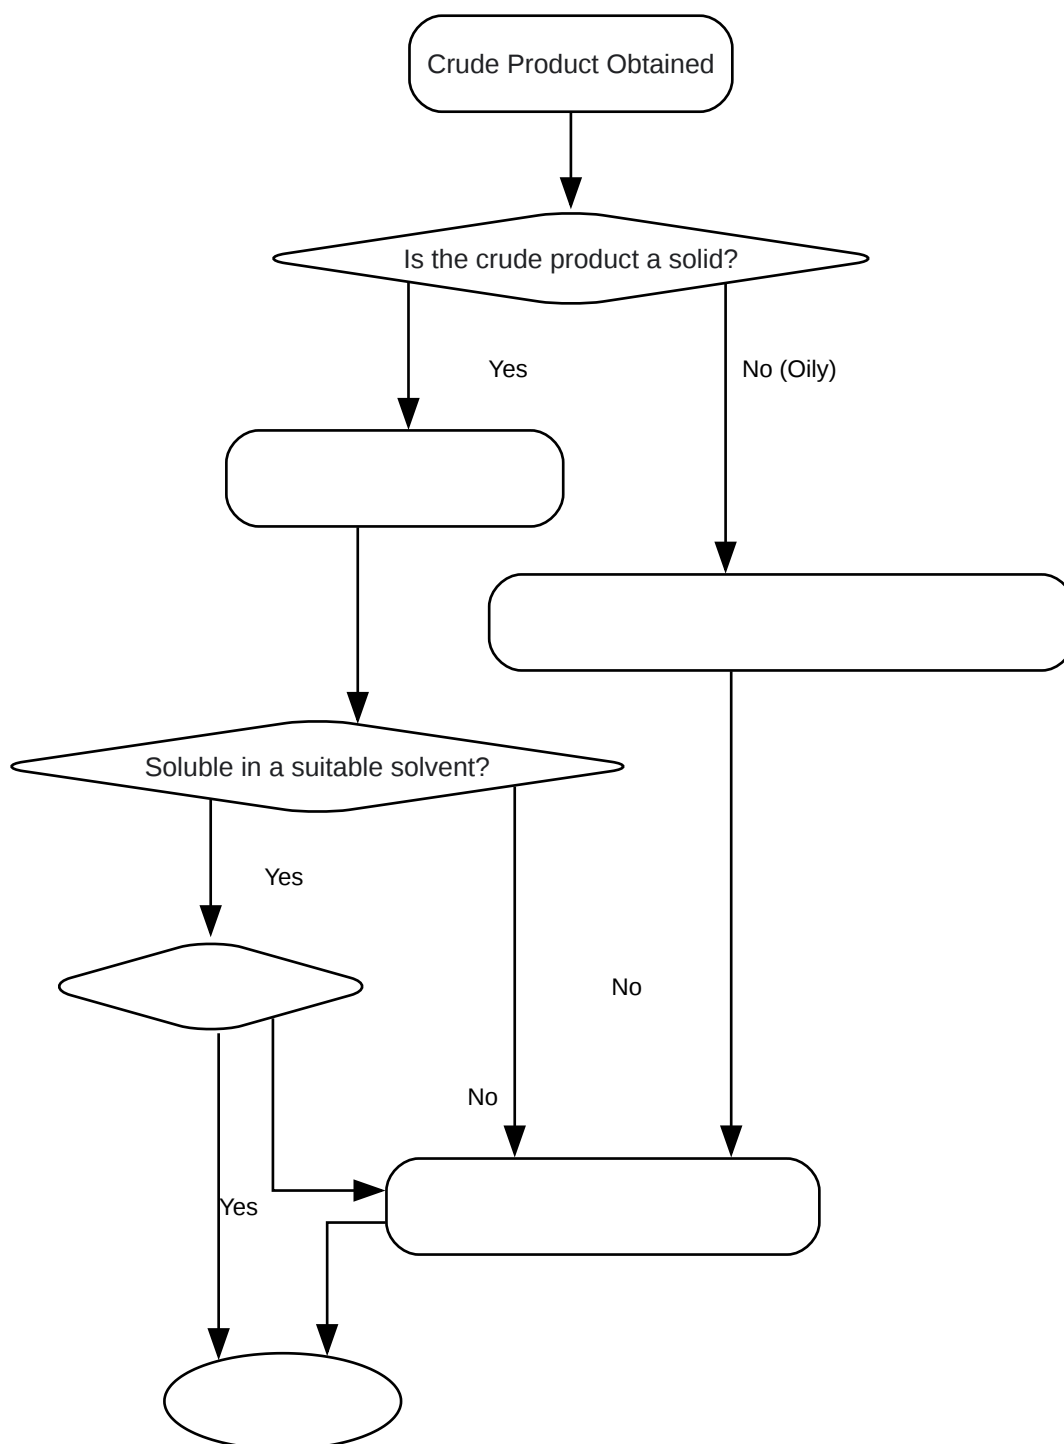 Crude Product Obtained
Is the crude product a solid?
Yes
No (Oily)
Soluble in a suitable solvent?
Yes
No
No
Yes